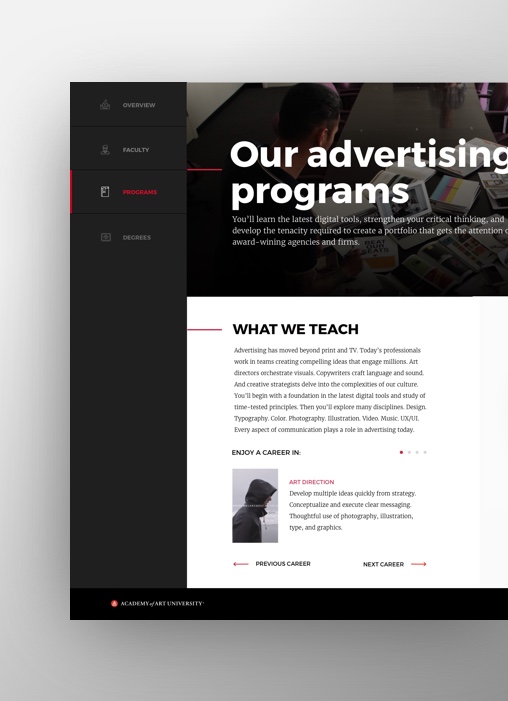 OVERVIEW
FACULTY
PROGRAMS
DEGREES
Our advertising
programs
You'll learn the latest digital tools, strengthen your critical thinking, and
develop the tenacity required to create a portfolio that gets the attention o
award-wining agencies and firms.
WHAT WE TEACH
Advertising has moved beyond print and TV. Today's professionals
work in teams creating compelling ideas that engage millions. Art
directors orchestrate visuals. Copywriters craft language and sound.
And creative strategists delve into the complexities of our culture.
You'll begin with a foundation in the latest digital tools and study of
time-tested principles. Then you'll explore many disciplines. Design.
Typography. Color. Photography. Illustration. Video. Music. UX/UI.
Every aspect of communication plays a role in advertising today.
ENJOY A CAREER IN:
ART DIRECTION
Develop multiple ideas quickly from strategy.
Conceptualize and execute clear messaging.
Thoughtful use of photography, illustration,
type, and graphics.
PREVIOUS CAREER
NEXT CAREER
ACADEMY of ART UNIVERSITY